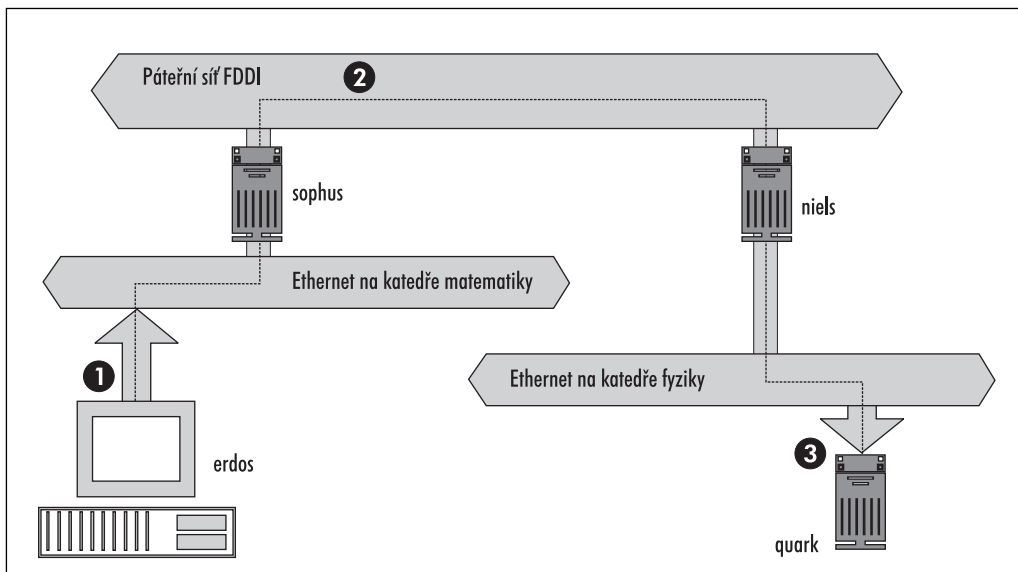 Páteřní síť FDDI
2
sophus
niels
Ethernet na katedře matematiky
1
Ethernet na katedře fyziky
erdos
3
quark